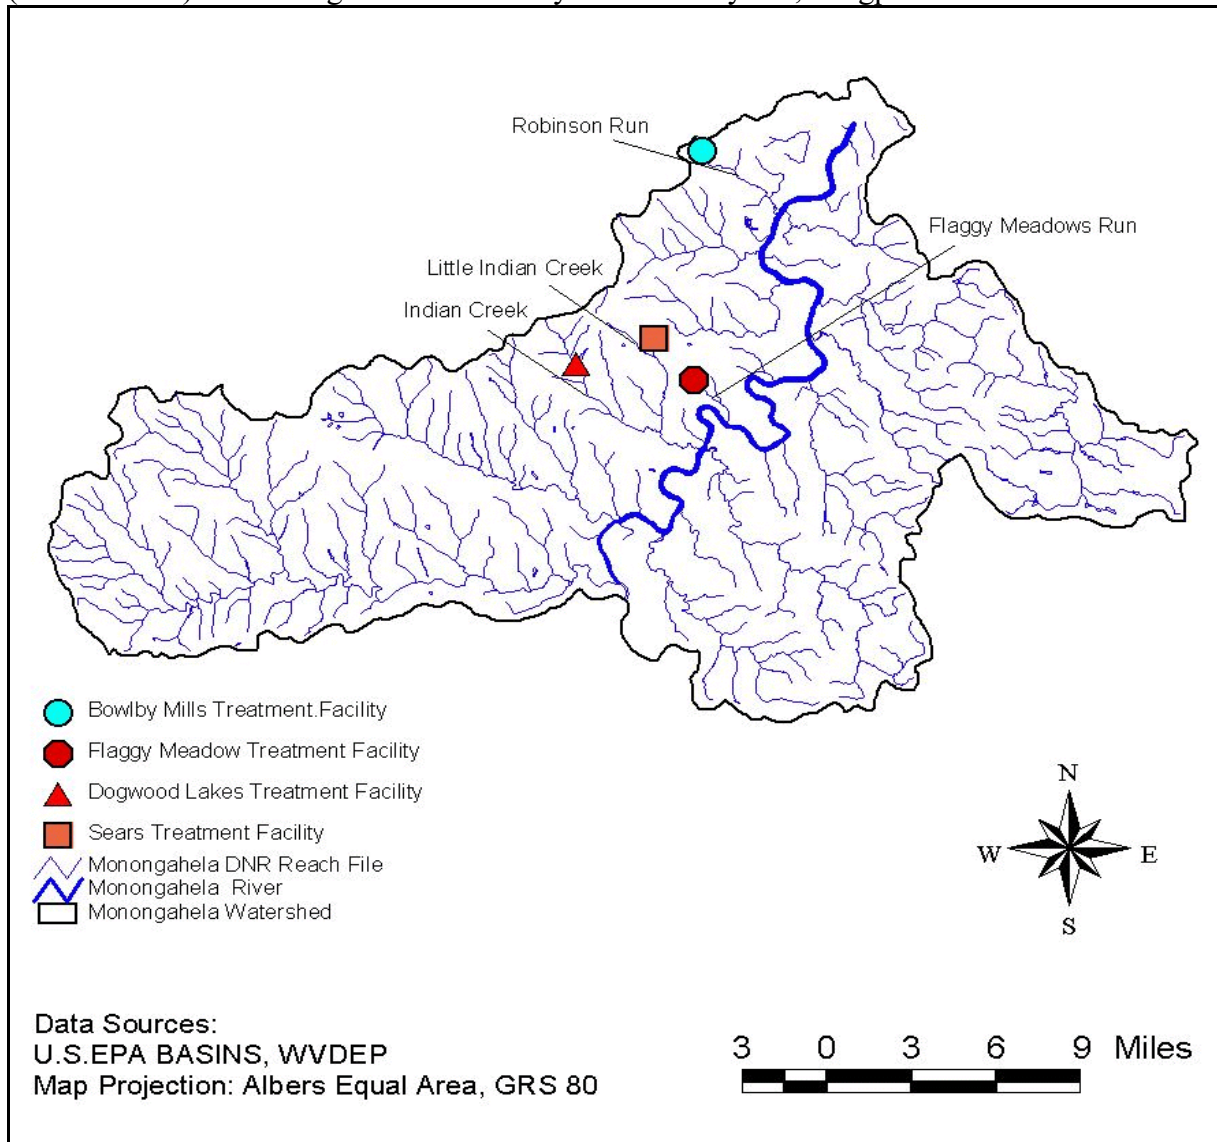 Robinson Run
Flaggy Meadows Run
Little Indian Creek
Indian Creek
Bowlby Mills Treatment.Facility
Flaggy Meadow Treatment Facility
Dogwood Lakes Treatment Facility
Sears Treatment Facility
Monongahela DNR Reach File
Monongahela River
Monongahela Watershed
N
W E
S
Data Sources:
U.S.EPA BASINS, WVDEP
Map Projection: Albers Equal Area, GRS 80
3 0 3 6 9 Miles